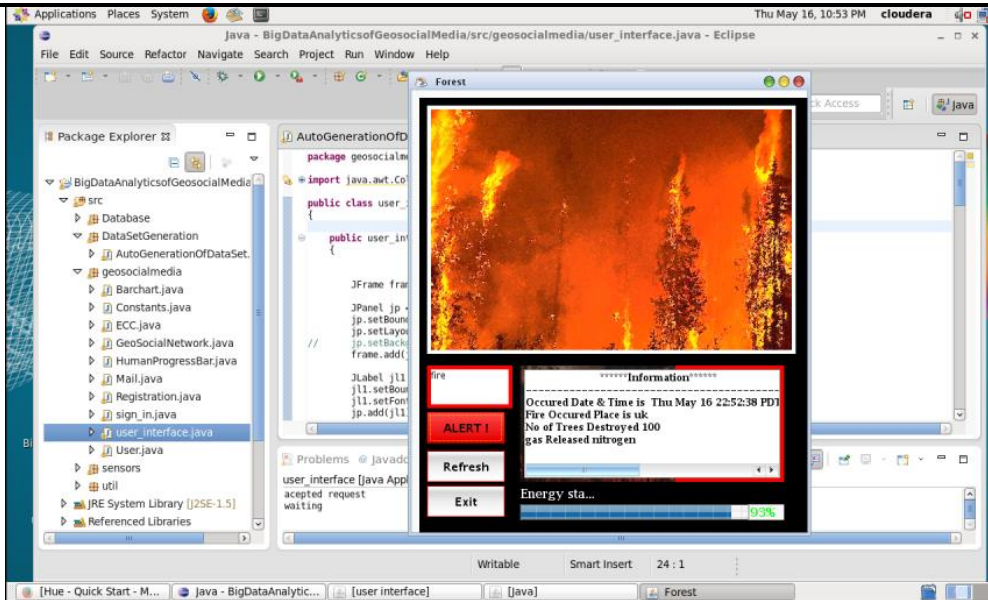 Applications Places System
Thu May 16, 10:53 PM cloudera
Java - BigDataAnalyticsofGeosocialMedia/src/geosocialmedia/user_interface.java - Eclipse
File Edit Source Refactor Navigate Search Project Run Window Help
Forest
ck Access
Java
Package Explorer
AutoGenerationOfD
BigDataAnalyticsofGeosocialMedia
src
Database
DataSetGeneration
AutoGenerationOfDataSet.
geosocialmedia
Barchart.java
Constants.java
ECC.java
GeoSocialNetwork.java
HumanProgressBar.java
Mail.java
Registration.java
sign_in.java
user_interface.java
User.java
sensors
util
JRE System Library [J2SE-1.5]
Referenced Libraries
package geosocialme
import java.awt.Col
public class user_i
{
public user_int
{
JFrame fran
JPanel jp =
jp.setBoun
jp.setLayou
// jp.setBackg
frame.add(j
JLabel jl1
jl1.setBou
jl1.setFon
jp.add(jl1
fire
ALERT !
Refresh
Exit
******Information******
Occured Date & Time is Thu May 16 22:52:38 PDT
Fire Occured Place is uk
No of Trees Destroyed 100
gas Released nitrogen
Energy sta...
93%
Problems @ Javado
user_interface [Java Appl
acepted request
waiting
Writable Smart Insert 24 : 1
[Hue - Quick Start - M... Java - BigDataAnalytic... [user interface] [Java] Forest